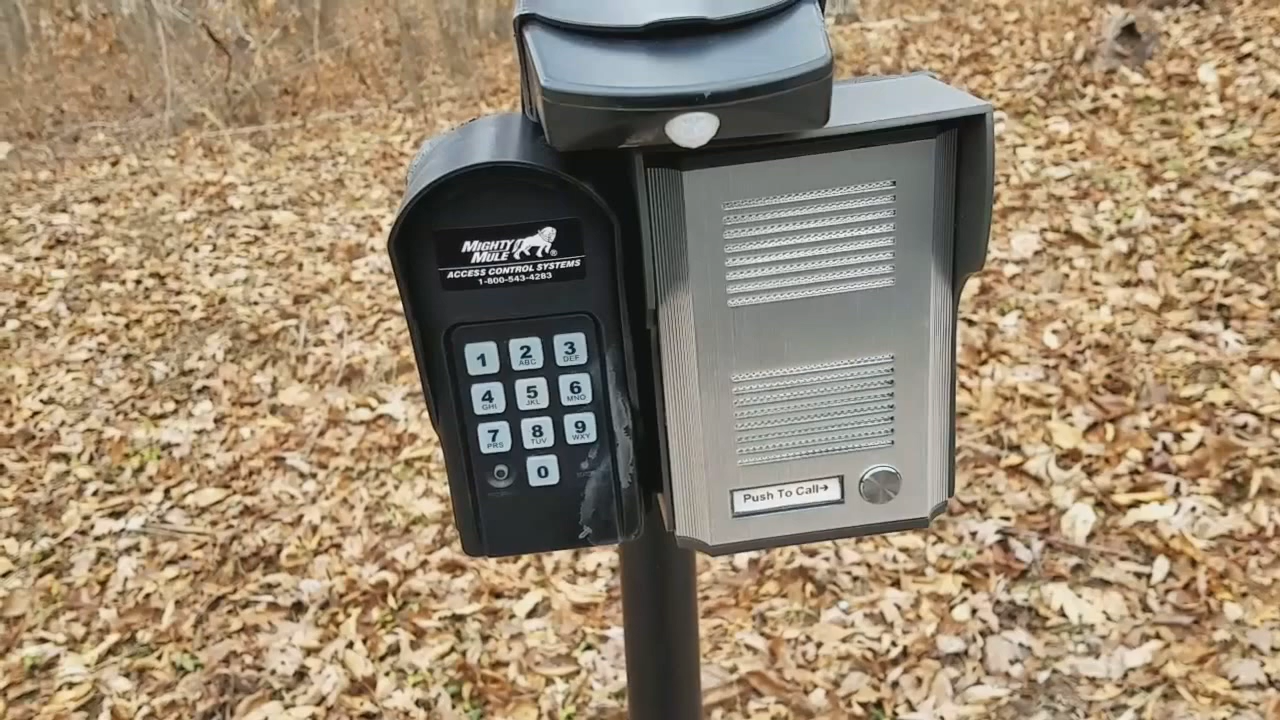 MIGHTY
MULE®
ACCESS CONTROL SYSTEMS
1-800-543-4283
1
2
ABC
3
DEF
4
GHI
5
JKL
6
MNO
7
PRS
8
TUV
9
WXY
0
Push To Call→